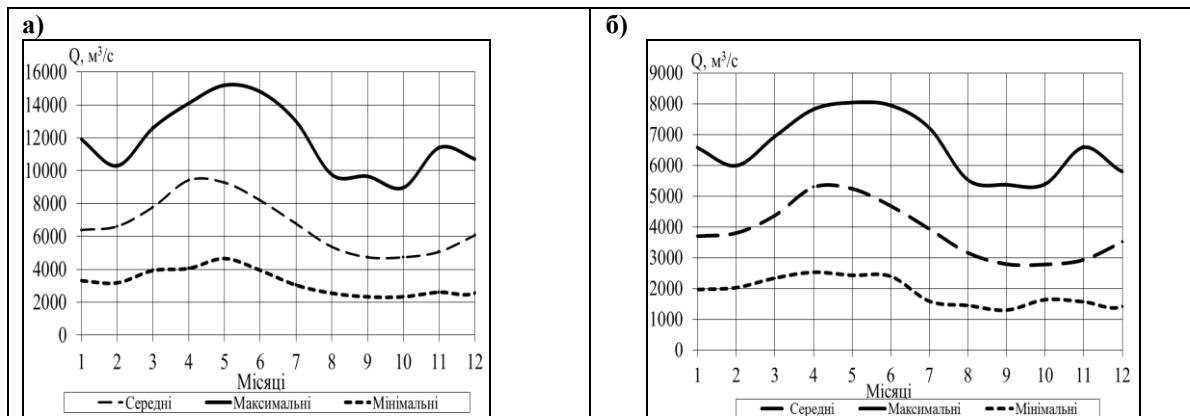 а)
Q, м³/с
16000
14000
12000
10000
8000
6000
4000
2000
0
1 2 3 4 5 6 7 8 9 10 11 12
Місяці
Середні Максимальні Мінімальні
б)
Q, м³/с
9000
8000
7000
6000
5000
4000
3000
2000
1000
0
1 2 3 4 5 6 7 8 9 10 11 12
Місяці
Середні Максимальні Мінімальні